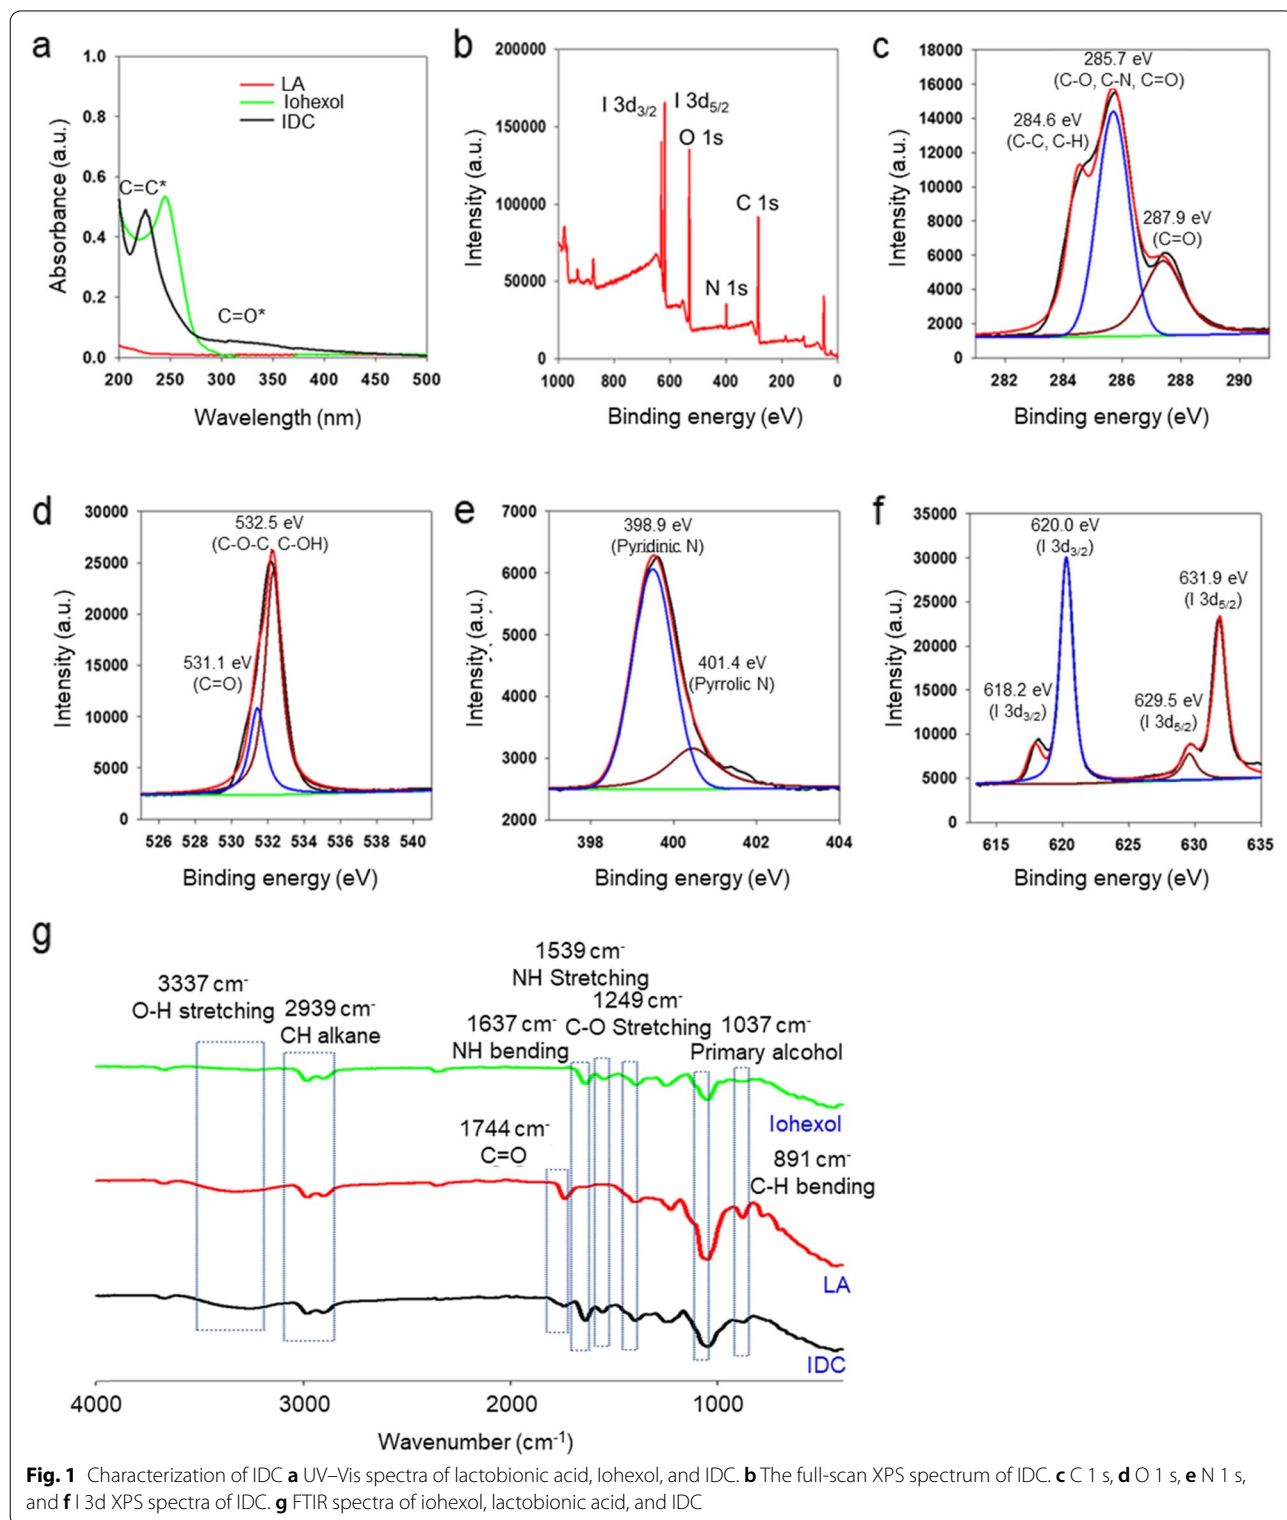 a
1.0
0.8
0.6
0.4
0.2
0.0
Absorbance (a.u.)
LA
Iohexol
IDC
C=C*
C=O*
200 250 300 350 400 450 500
Wavelength (nm)
b
200000
150000
100000
50000
0
Intensity (a.u.)
I 3d3/2
I 3d5/2
O 1s
C 1s
N 1s
1000 800 600 400 200 0
Binding energy (eV)
c
18000
16000
14000
12000
10000
8000
6000
4000
2000
0
Intensity (a.u.)
285.7 eV
(C-O, C-N, C=O)
284.6 eV
(C-C, C-H)
287.9 eV
(C=O)
282 284 286 288 290
Binding energy (eV)
d
30000
25000
20000
15000
10000
5000
0
Intensity (a.u.)
532.5 eV
(C-O-C, C-OH)
531.1 eV
(C=O)
526 528 530 532 534 536 538 540
Binding energy (eV)
e
7000
6000
5000
4000
3000
2000
Intensity (a.u.)
398.9 eV
(Pyridinic N)
401.4 eV
(Pyrrolic N)
398 400 402 404
Binding energy (eV)
f
35000
30000
25000
20000
15000
10000
5000
0
Intensity (a.u.)
620.0 eV
(I 3d3/2)
631.9 eV
(I 3d5/2)
618.2 eV
(I 3d3/2)
629.5 eV
(I 3d5/2)
615 620 625 630 635
Binding energy (eV)
g
3337 cm-
O-H stretching
2939 cm-
CH alkane
1539 cm-
NH Stretching
1637 cm-
NH bending
1249 cm-
C-O Stretching
1037 cm-
Primary alcohol
Iohexol
1744 cm-
C=O
891 cm-
C-H bending
LA
IDC
4000 3000 2000 1000
Wavenumber (cm-1)
Fig. 1 Characterization of IDC a UV–Vis spectra of lactobionic acid, Iohexol, and IDC. b The full-scan XPS spectrum of IDC. c C 1 s, d O 1 s, e N 1 s,
and f I 3d XPS spectra of IDC. g FTIR spectra of iohexol, lactobionic acid, and IDC